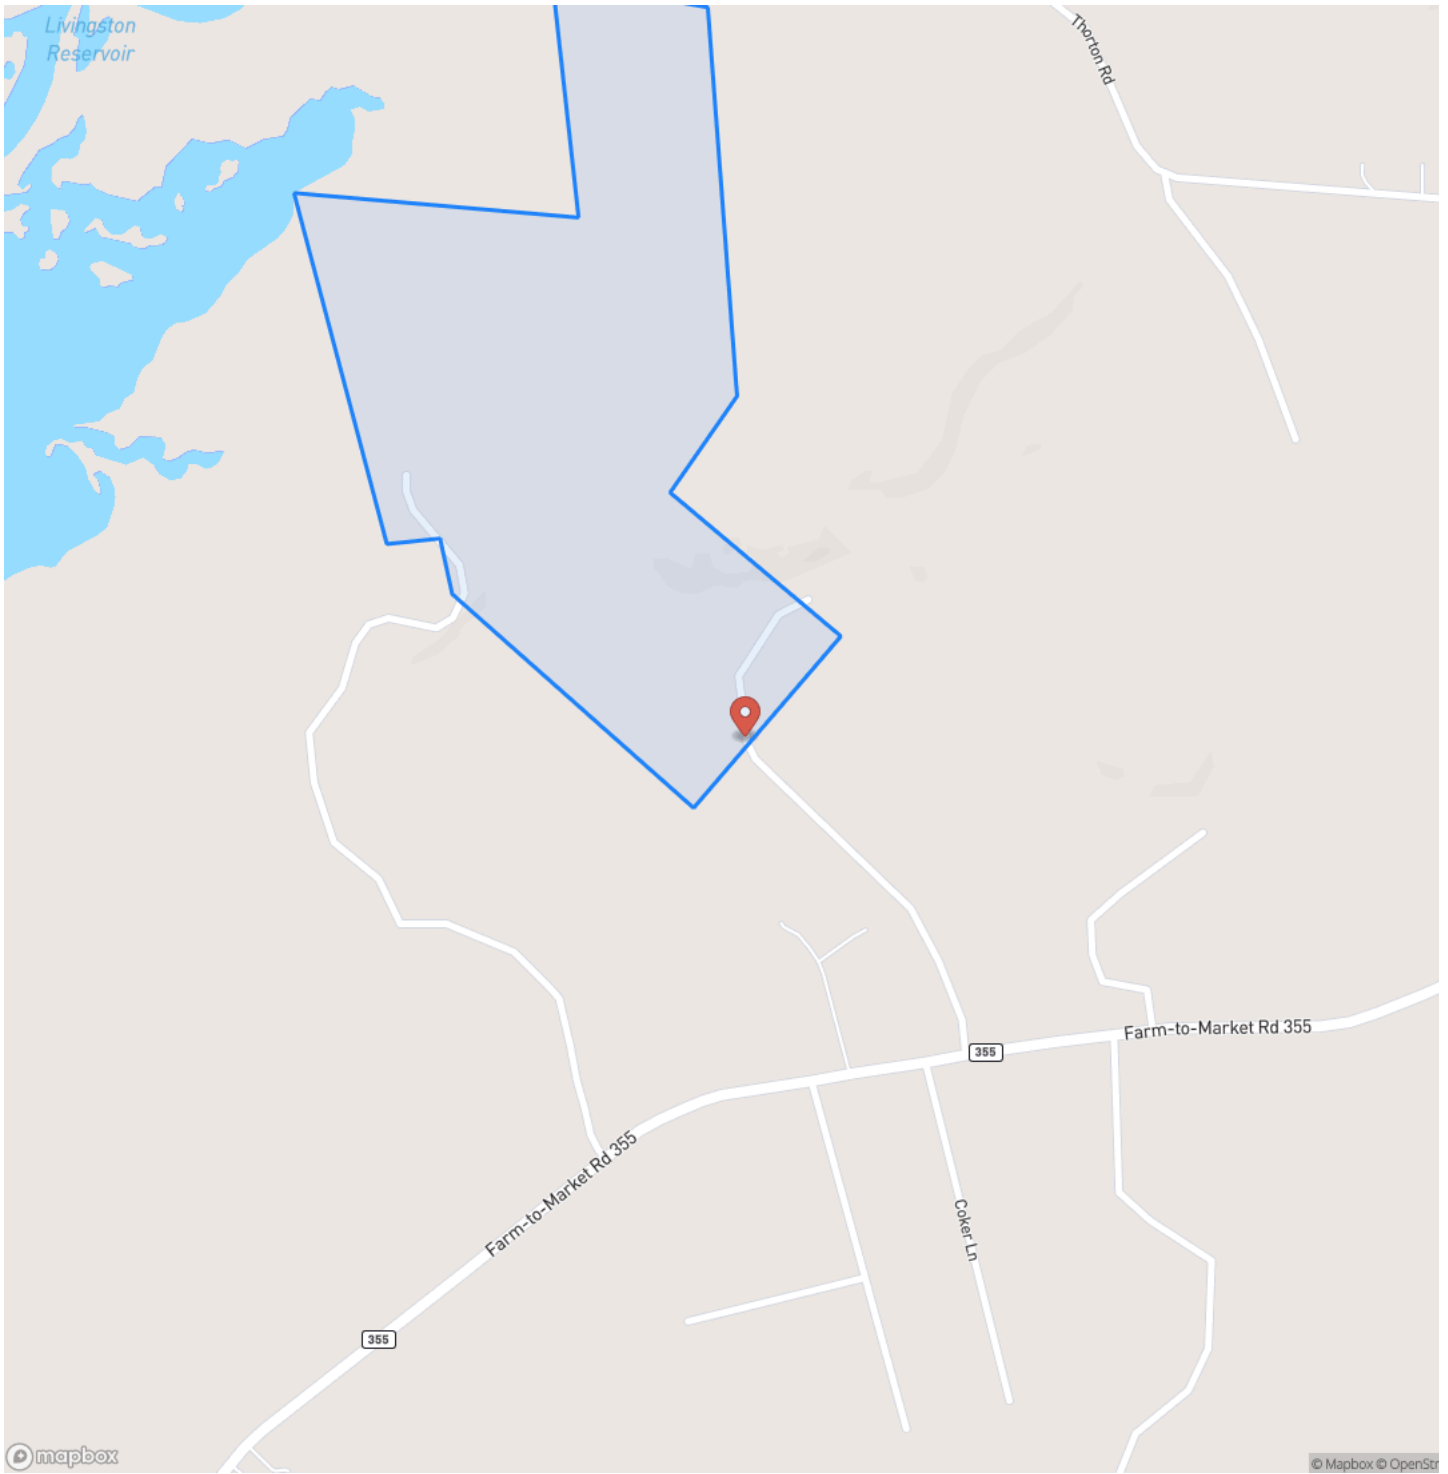 Livingston
Reservoir
Thorton Rd
Farm-to-Market Rd 355
355
Farm-to-Market Rd 355
Coker Ln
355
mapbox
© Mapbox © OpenStr